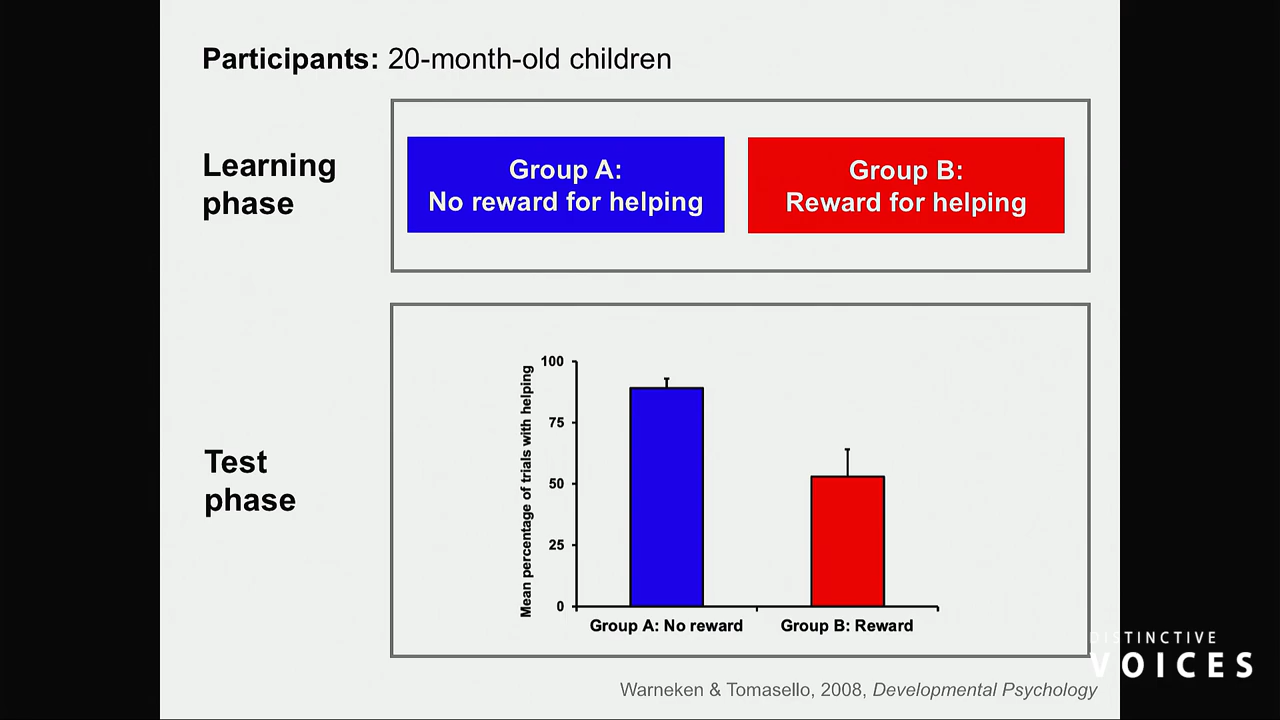 Participants: 20-month-old children
Learning
phase
Group A:
No reward for helping
Group B:
Reward for helping
Test
phase
Mean percentage of trials with helping
100
75
50
25
0
Group A: No reward
Group B: Reward
Warneken & Tomasello, 2008, Developmental Psychology
DISTINCTIVE
VOICES